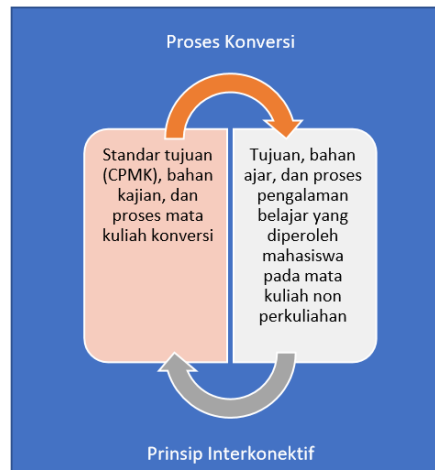 Proses Konversi
Standar tujuan
(CPMK), bahan
kajian, dan
proses mata
kuliah konversi
Tujuan, bahan
ajar, dan proses
pengalaman
belajar yang
diperoleh
mahasiswa
pada mata
kuliah non
perkuliahan
Prinsip Interkonektif